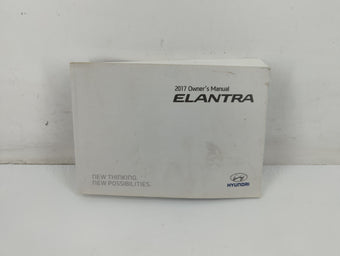 2017 Owner's Manual
ELANTRA
NEW THINKING.
NEW POSSIBILITIES.
HYUNDAI